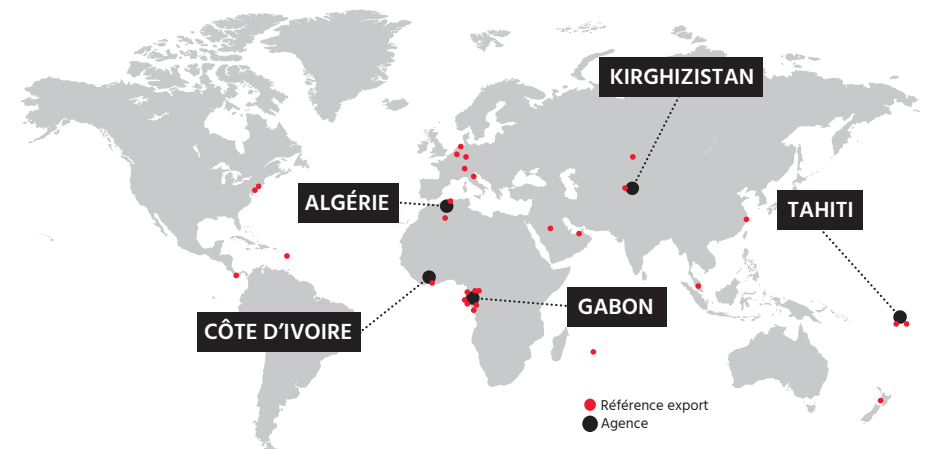 KIRGHIZISTAN
ALGÉRIE
TAHITI
GABON
CÔTE D’IVOIRE
Référence export
Agence